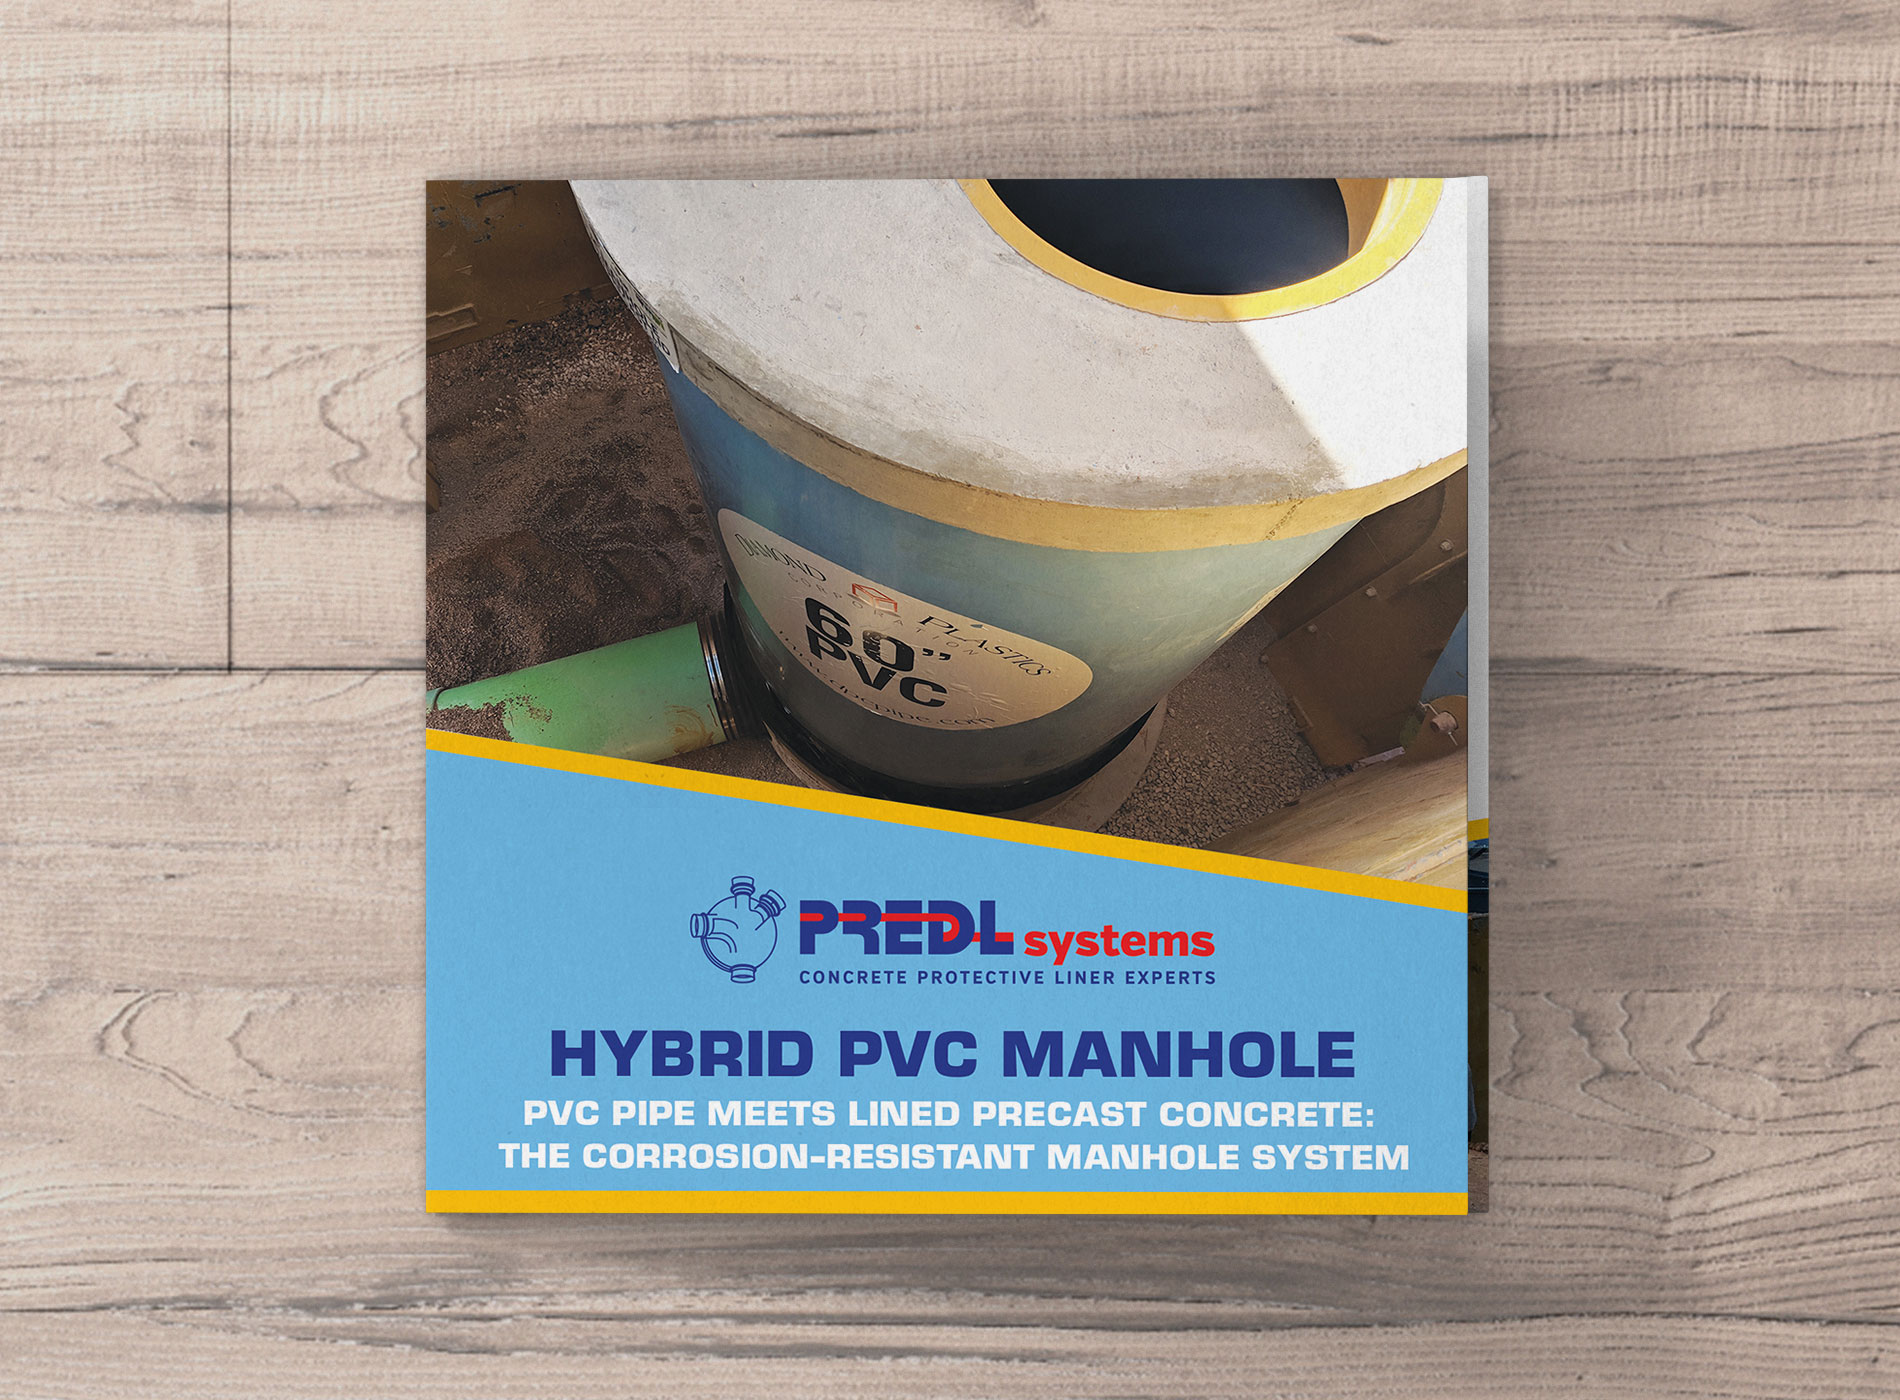 DIAMOND PLASTICS
CORPORATION
60"
PVC
PREDL systems
CONCRETE PROTECTIVE LINER EXPERTS
HYBRID PVC MANHOLE
PVC PIPE MEETS LINED PRECAST CONCRETE:
THE CORROSION-RESISTANT MANHOLE SYSTEM